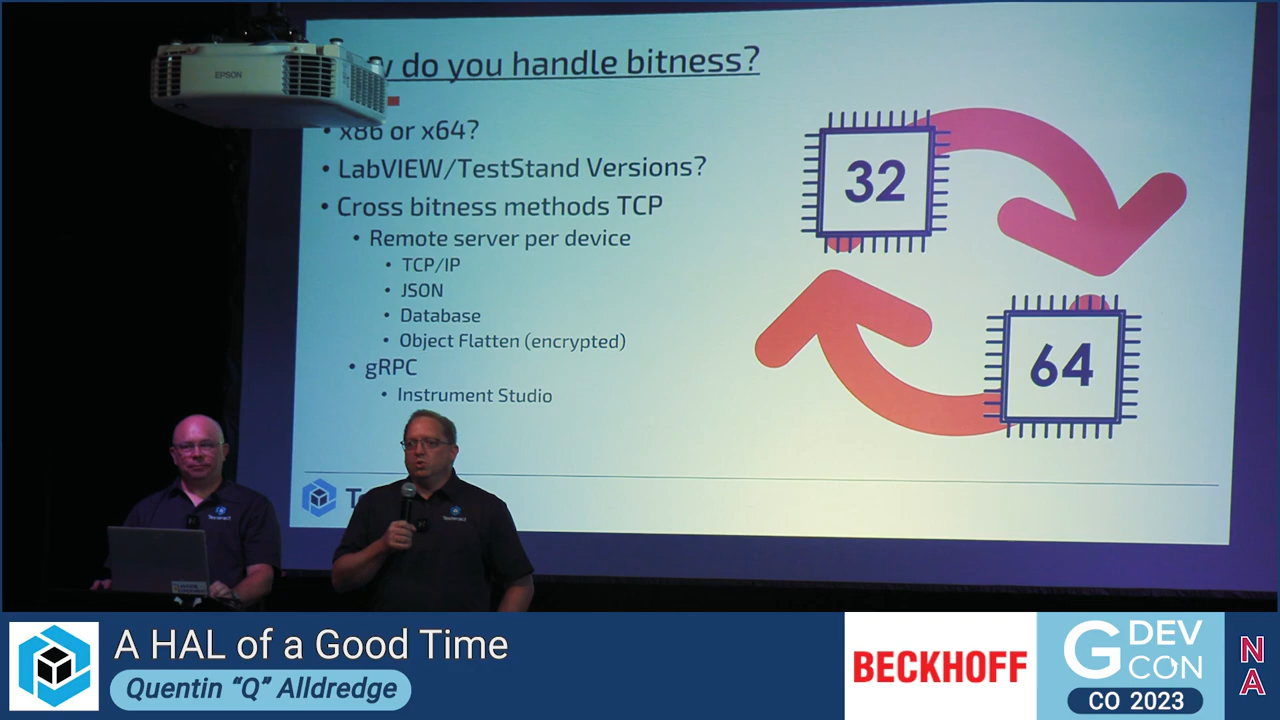 EPSON
do you handle bitness?
• x86 or x64?
• LabVIEW/TestStand Versions?
• Cross bitness methods TCP
• Remote server per device
• TCP/IP
• JSON
• Database
• Object Flatten (encrypted)
• gRPC
• Instrument Studio
32
64
A HAL of a Good Time
Quentin “Q” Alldredge
BECKHOFF
G DEV CON
CO 2023
NA